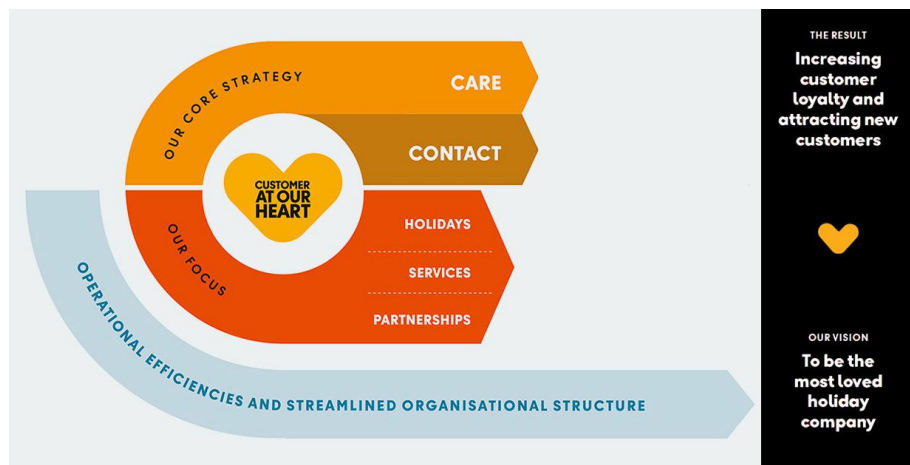 OUR CORE STRATEGY
CARE
CONTACT
CUSTOMER
AT OUR
HEART
OUR FOCUS
HOLIDAYS
SERVICES
PARTNERSHIPS
OPERATIONAL EFFICIENCIES AND STREAMLINED ORGANISATIONAL STRUCTURE
THE RESULT
Increasing
customer
loyalty and
attracting new
customers
OUR VISION
To be the
most loved
holiday
company